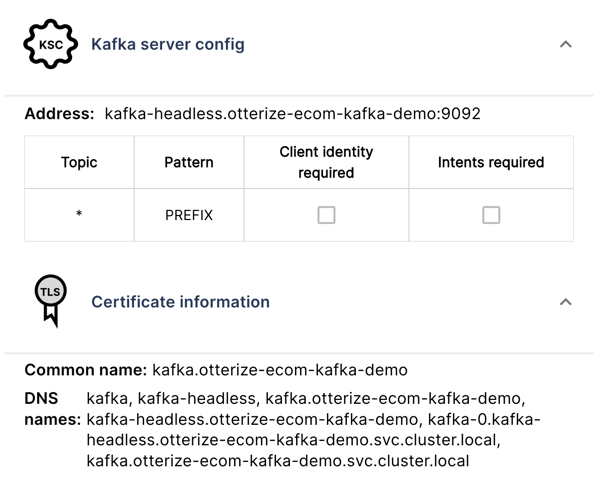 KSC
Kafka server config
Address: kafka-headless.otterize-ecom-kafka-demo:9092
Topic
Pattern
Client identity
required
Intents required
*
PREFIX
TLS
Certificate information
Common name: kafka.otterize-ecom-kafka-demo
DNS names:
kafka, kafka-headless, kafka.otterize-ecom-kafka-demo,
kafka-headless.otterize-ecom-kafka-demo, kafka-0.kafka-
headless.otterize-ecom-kafka-demo.svc.cluster.local,
kafka.otterize-ecom-kafka-demo.svc.cluster.local